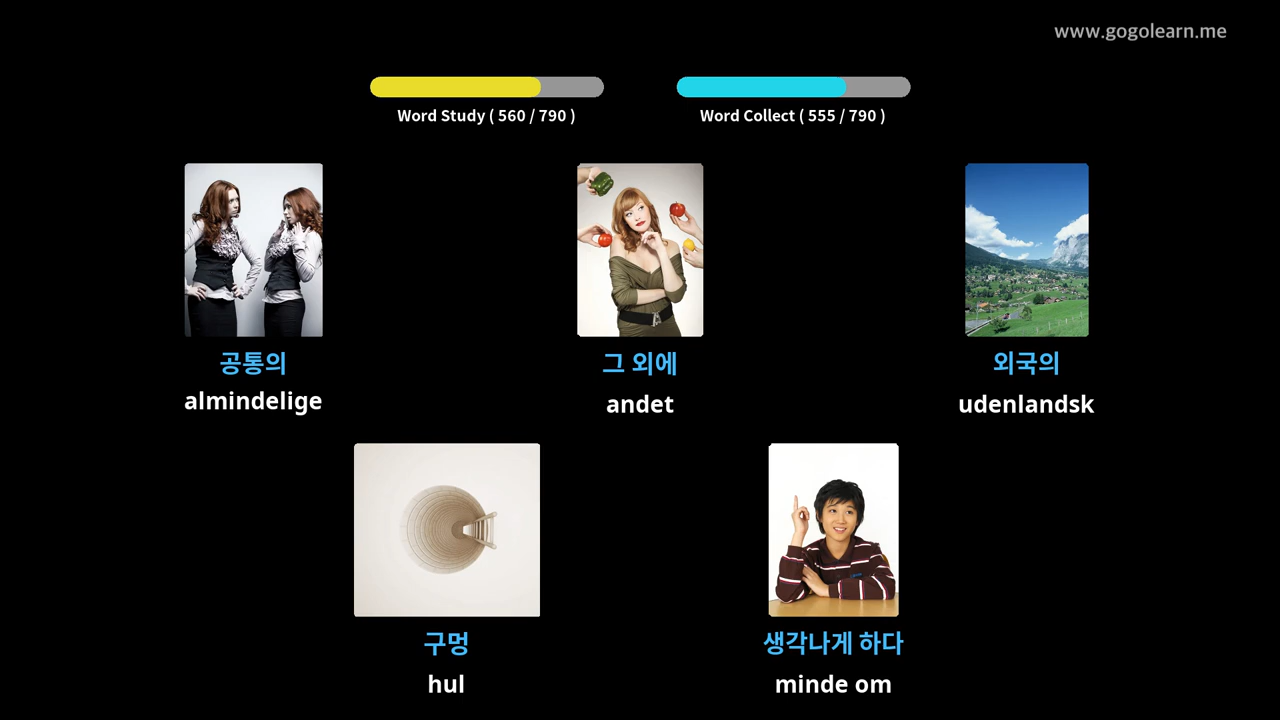 www.gogolearn.me
Word Study ( 560 / 790 )
Word Collect ( 555 / 790 )
공통의
almindelige
그 외에
andet
외국의
udenlandsk
구멍
hul
생각나게 하다
minde om